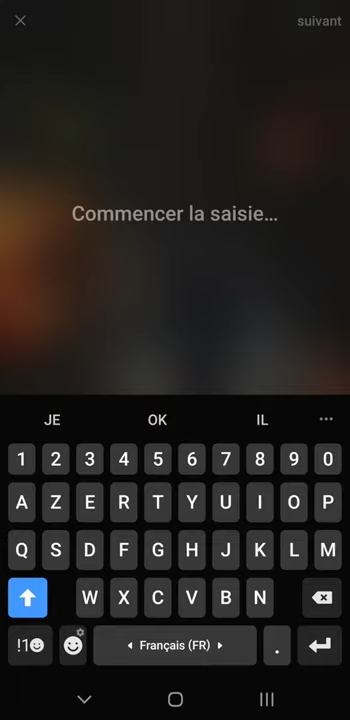 suivant
Commencer la saisie...
JE OK IL
1 2 3 4 5 6 7 8 9 0
A Z E R T Y U I O P
Q S D F G H J K L M
W X C V B N
!1 Français (FR) .